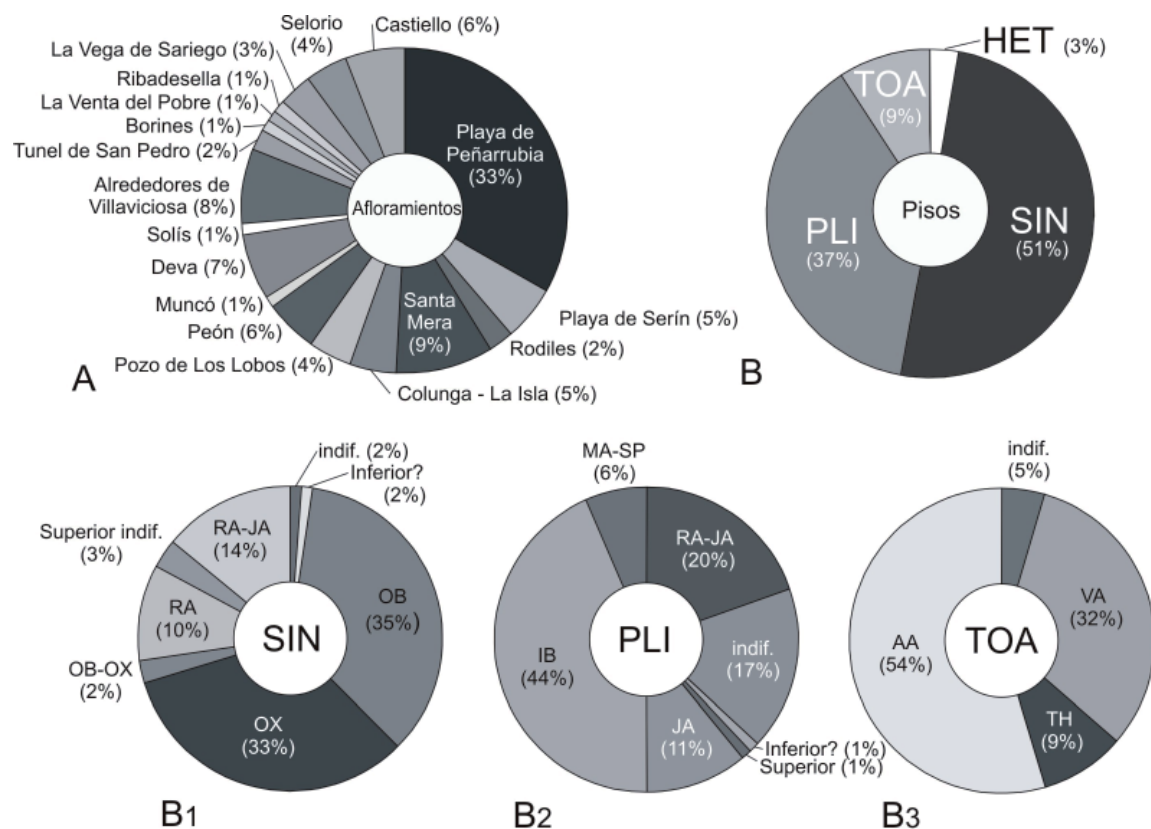 Selorio
(4%)
Castiello (6%)
La Vega de Sariego (3%)
Ribadesella (1%)
La Venta del Pobre (1%)
Borines (1%)
Tunel de San Pedro (2%)
Alrededores de
Villaviciosa (8%)
Solís (1%)
Deva (7%)
Muncó (1%)
Peón (6%)
Pozo de Los Lobos (4%)
Colunga - La Isla (5%)
Santa
Mera
(9%)
Rodiles (2%)
Playa de Serín (5%)
Playa de
Peñarrubia
(33%)
Afloramientos
A
HET (3%)
TOA
(9%)
PLI
(37%)
SIN
(51%)
Pisos
B
indif. (2%)
Inferior?
(2%)
Superior indif.
(3%)
RA-JA
(14%)
RA
(10%)
OB-OX
(2%)
OX
(33%)
OB
(35%)
SIN
B1
MA-SP
(6%)
RA-JA
(20%)
indif.
(17%)
IB
(44%)
JA
(11%)
Inferior? (1%)
Superior (1%)
PLI
B2
indif.
(5%)
VA
(32%)
AA
(54%)
TH
(9%)
TOA
B3